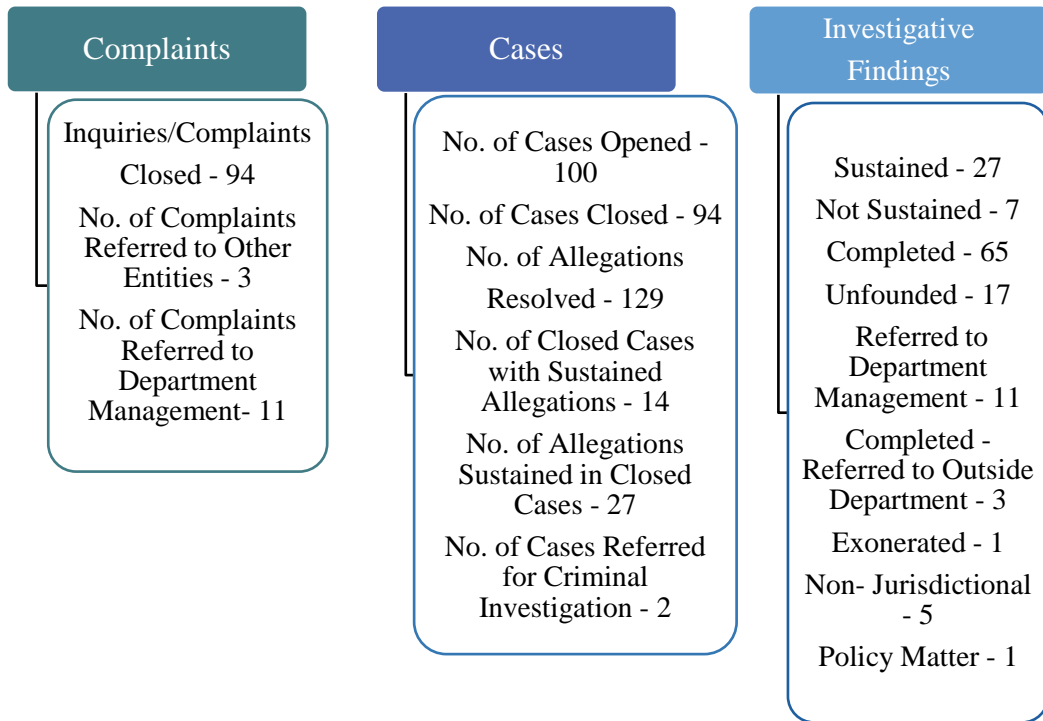 Complaints
Inquiries/Complaints
Closed - 94
No. of Complaints
Referred to Other
Entities - 3
No. of Complaints
Referred to
Department
Management- 11
Cases
No. of Cases Opened -
100
No. of Cases Closed - 94
No. of Allegations
Resolved - 129
No. of Closed Cases
with Sustained
Allegations - 14
No. of Allegations
Sustained in Closed
Cases - 27
No. of Cases Referred
for Criminal
Investigation - 2
Investigative
Findings
Sustained - 27
Not Sustained - 7
Completed - 65
Unfounded - 17
Referred to
Department
Management - 11
Completed -
Referred to Outside
Department - 3
Exonerated - 1
Non- Jurisdictional
- 5
Policy Matter - 1